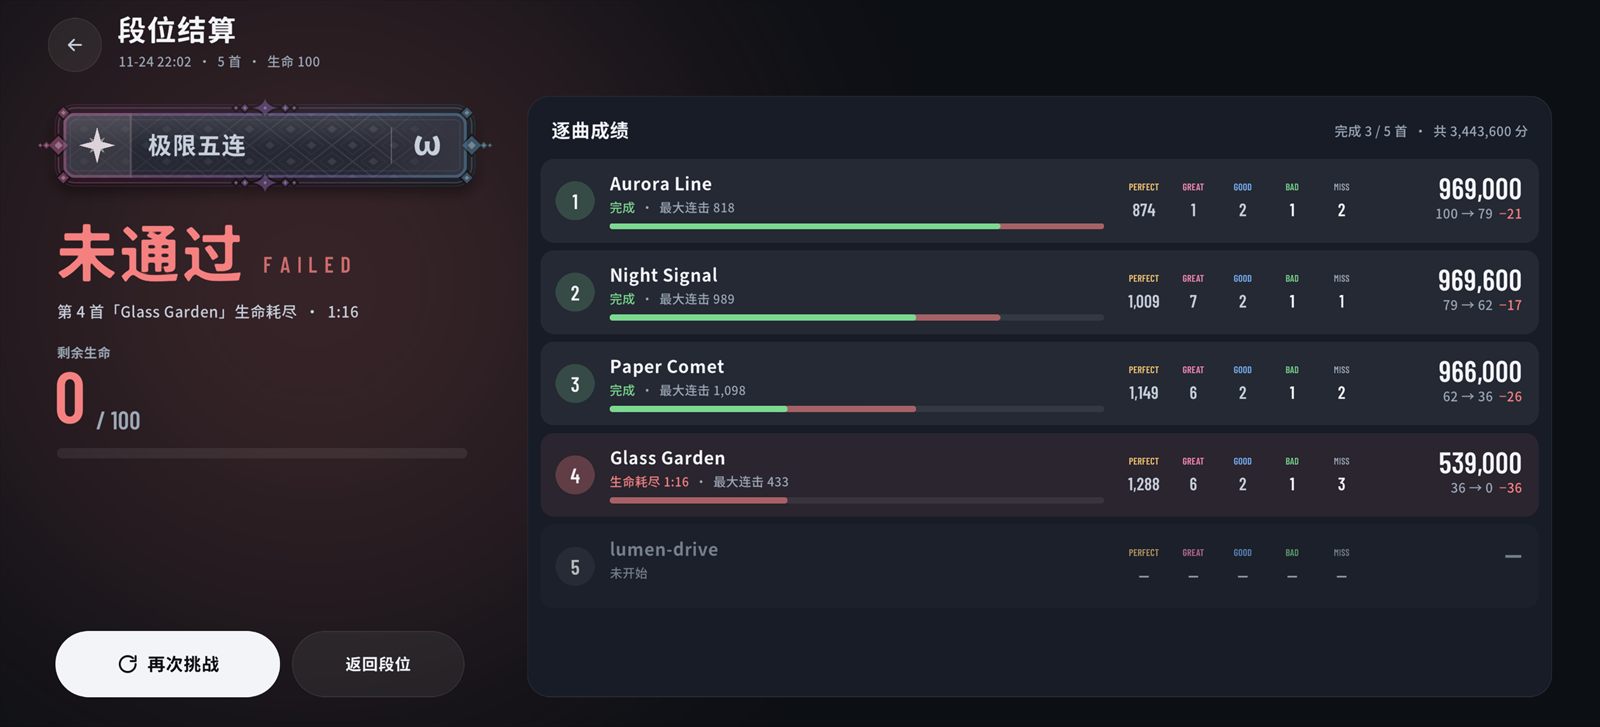 段位结算
11-24 22:02 · 5 首 · 生命 100
极限五连 ω
未通过 FAILED
第 4 首「Glass Garden」生命耗尽 · 1:16
剩余生命
0 / 100
再次挑战
返回段位
逐曲成绩
完成 3 / 5 首 · 共 3,443,600 分
1
Aurora Line
完成 · 最大连击 818
PERFECT GREAT GOOD BAD MISS
874 1 2 1 2
969,000
100 → 79 −21
2
Night Signal
完成 · 最大连击 989
PERFECT GREAT GOOD BAD MISS
1,009 7 2 1 1
969,600
79 → 62 −17
3
Paper Comet
完成 · 最大连击 1,098
PERFECT GREAT GOOD BAD MISS
1,149 6 2 1 2
966,000
62 → 36 −26
4
Glass Garden
生命耗尽 1:16 · 最大连击 433
PERFECT GREAT GOOD BAD MISS
1,288 6 2 1 3
539,000
36 → 0 −36
5
lumen-drive
未开始
PERFECT GREAT GOOD BAD MISS
– – – – –
—